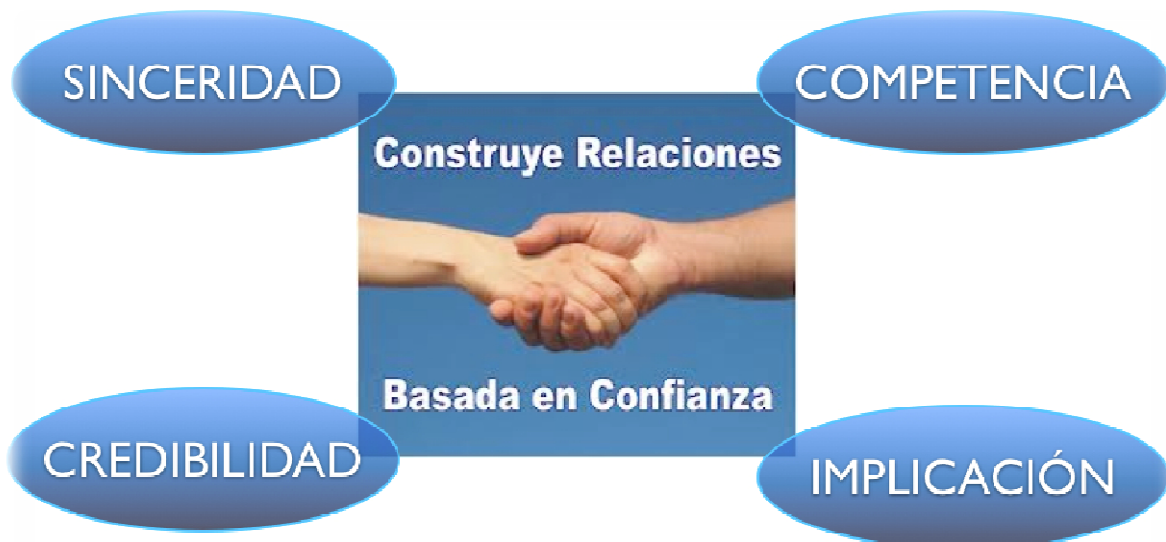 SINCERIDAD
COMPETENCIA
Construye Relaciones
Basada en Confianza
CREDIBILIDAD
IMPLICACIÓN